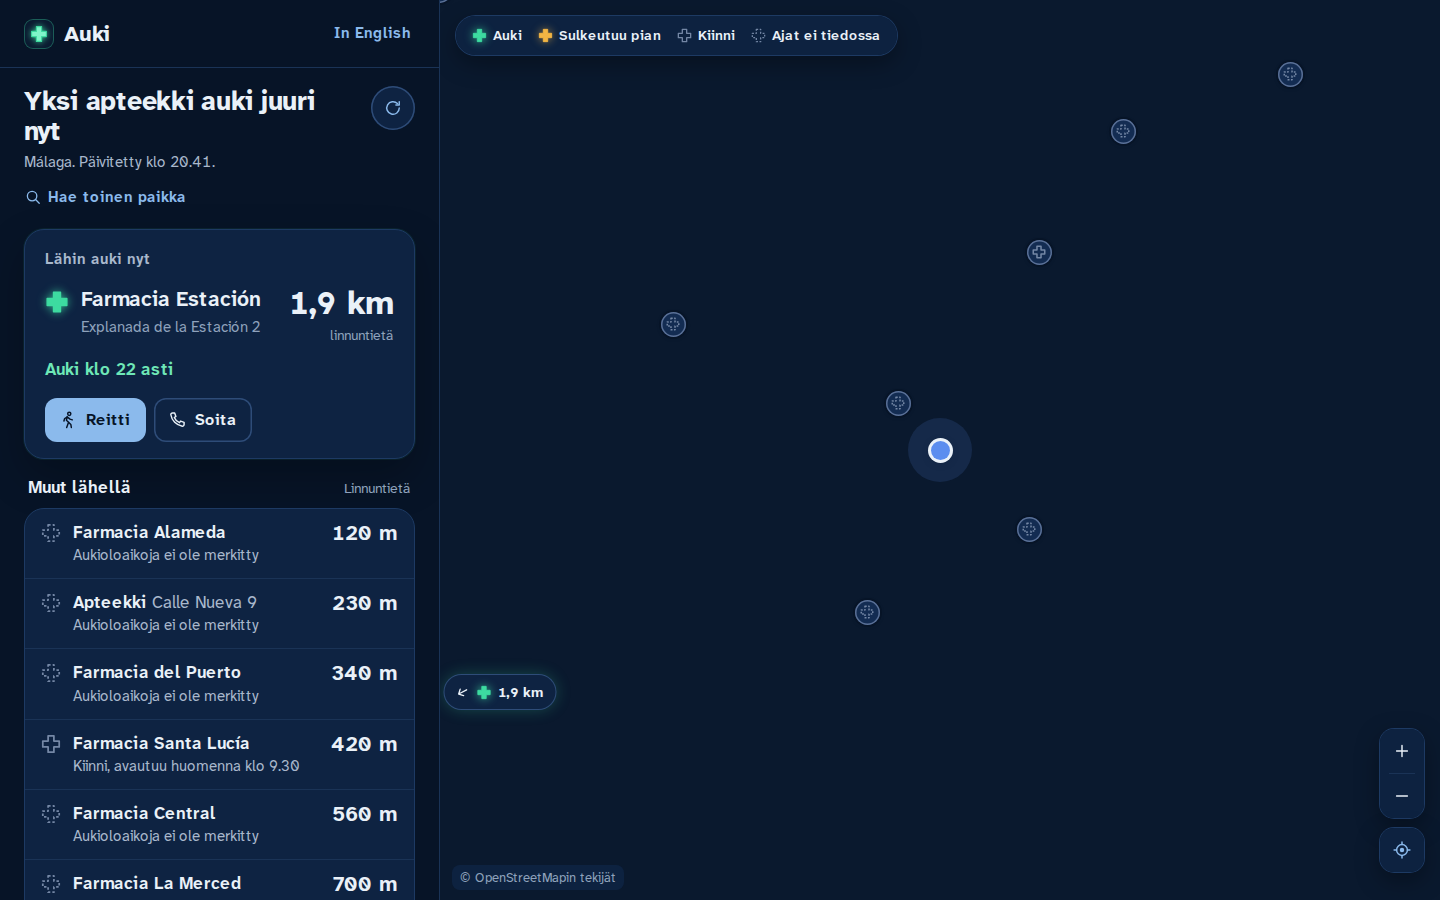 Auki
In English
Yksi apteekki auki juuri
nyt
Málaga. Päivitetty klo 20.41.
Hae toinen paikka
Lähin auki nyt
Farmacia Estación
1,9 km
Explanada de la Estación 2
linnuntietä
Auki klo 22 asti
Reitti
Soita
Muut lähellä
Linnuntietä
Farmacia Alameda
120 m
Aukioloaikoja ei ole merkitty
Apteekki Calle Nueva 9
230 m
Aukioloaikoja ei ole merkitty
Farmacia del Puerto
340 m
Aukioloaikoja ei ole merkitty
Farmacia Santa Lucía
420 m
Kiinni, avautuu huomenna klo 9.30
Farmacia Central
560 m
Aukioloaikoja ei ole merkitty
Farmacia La Merced
700 m
Auki
Sulkeutuu pian
Kiinni
Ajat ei tiedossa
1,9 km
© OpenStreetMapin tekijät